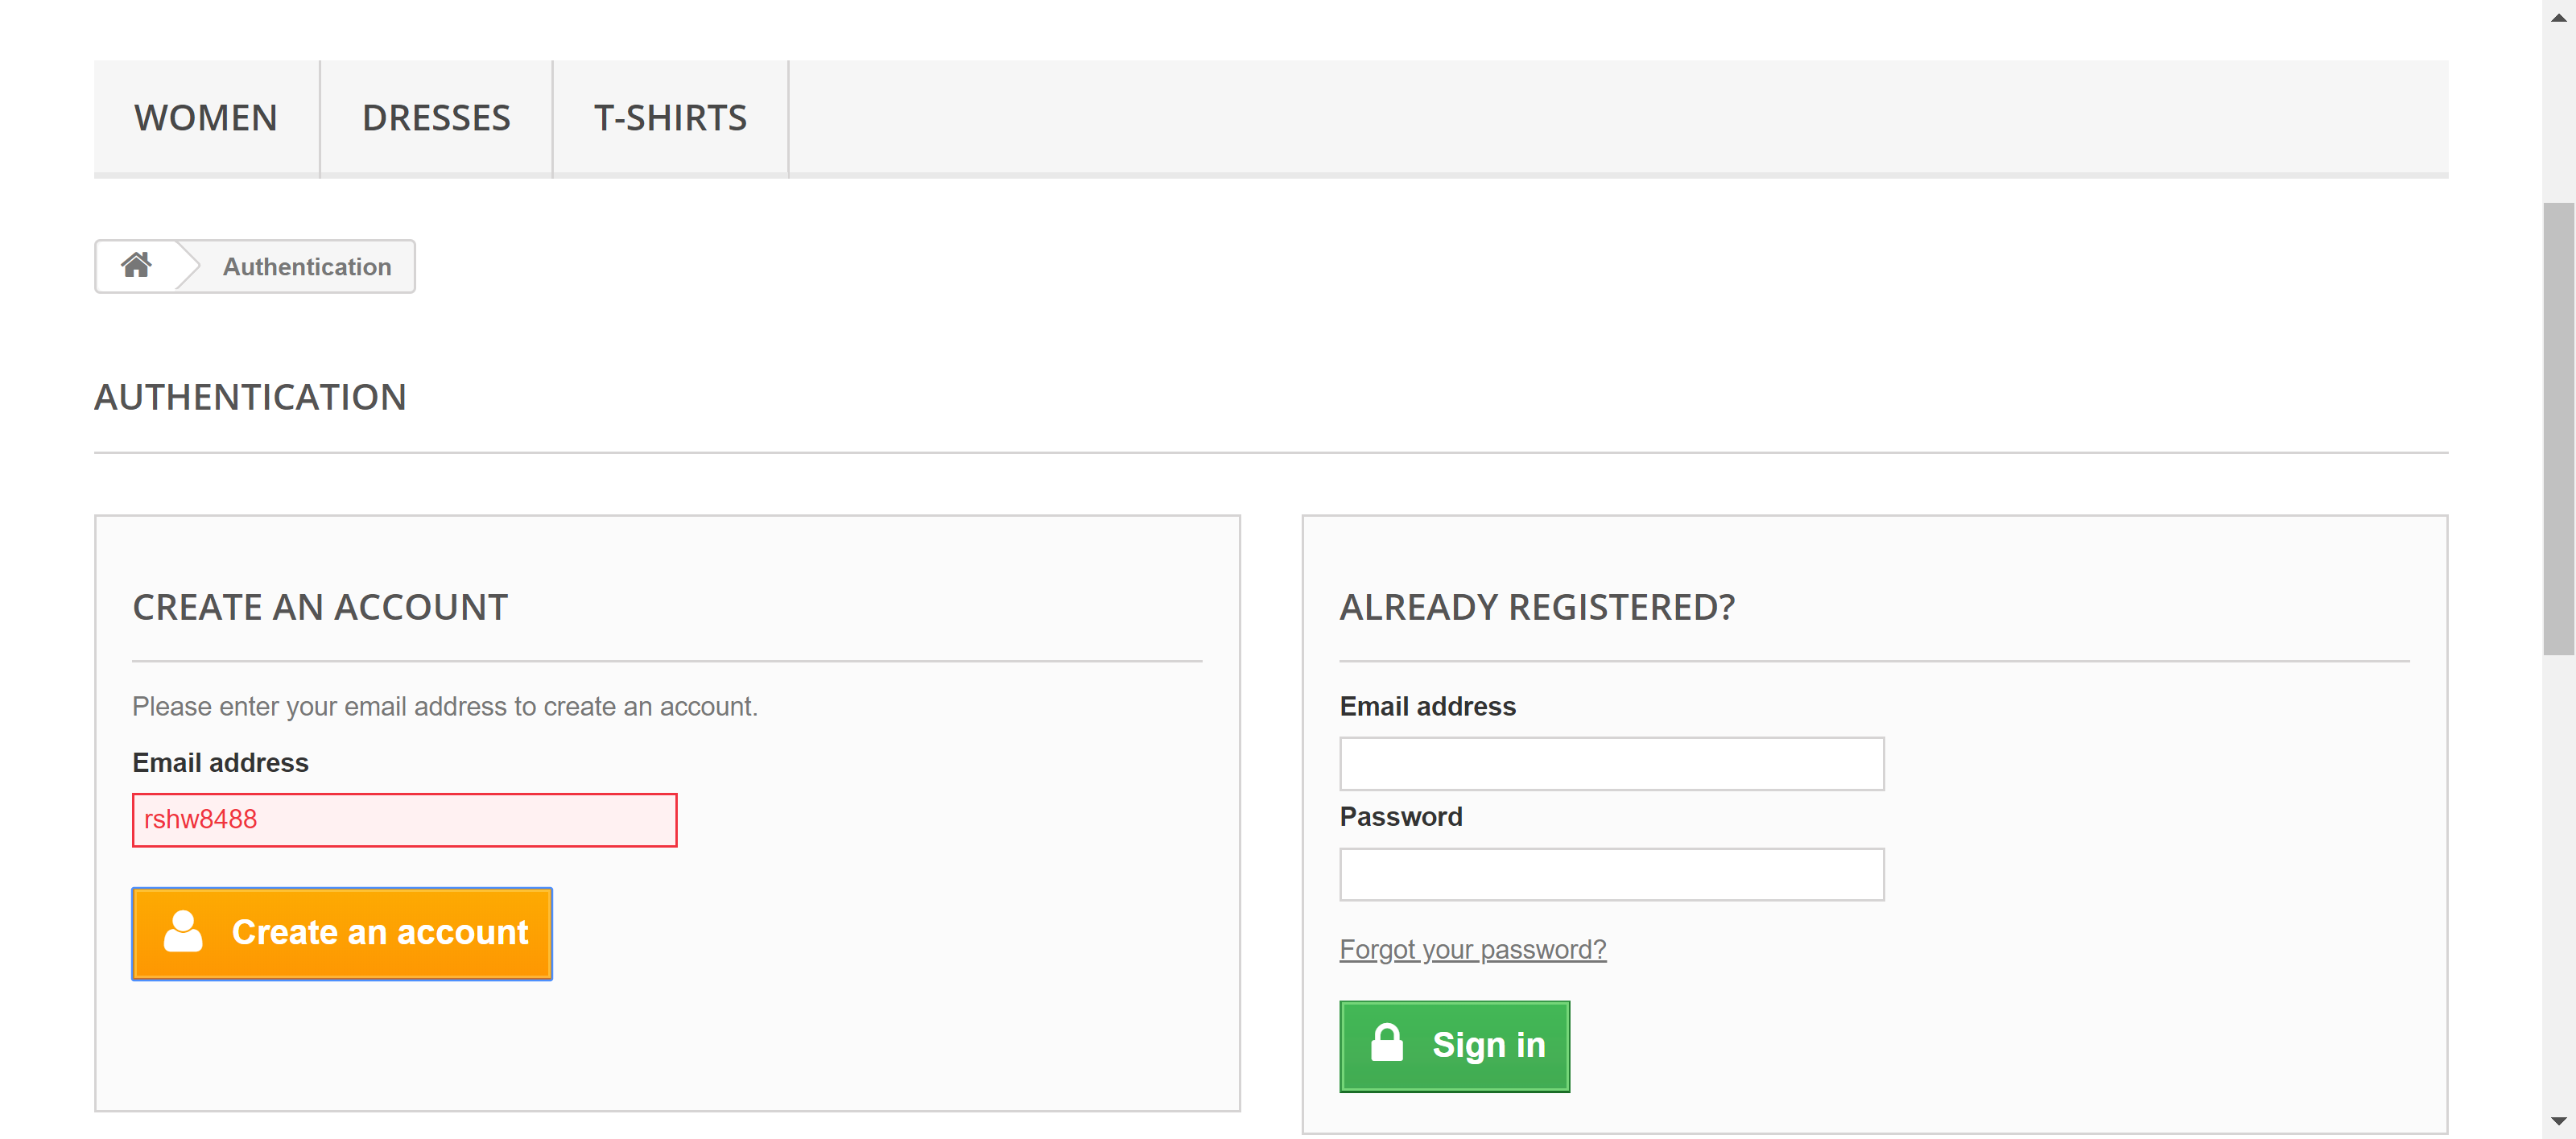 WOMEN
DRESSES
T-SHIRTS
Authentication
AUTHENTICATION
CREATE AN ACCOUNT
Please enter your email address to create an account.
Email address
rshw8488
Create an account
ALREADY REGISTERED?
Email address
Password
Forgot your password?
Sign in